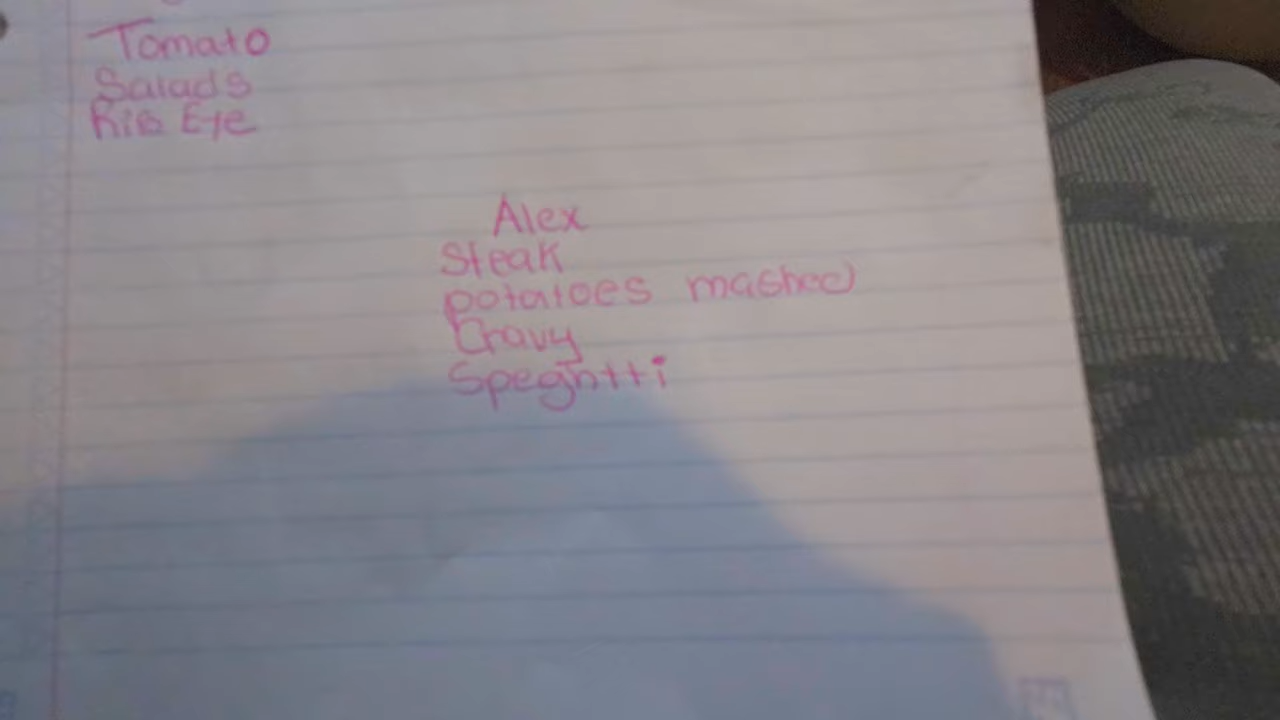 Tomato
Salads
Rib Eye
Alex
Steak
potatoes mashed
Gravy
Speghtti